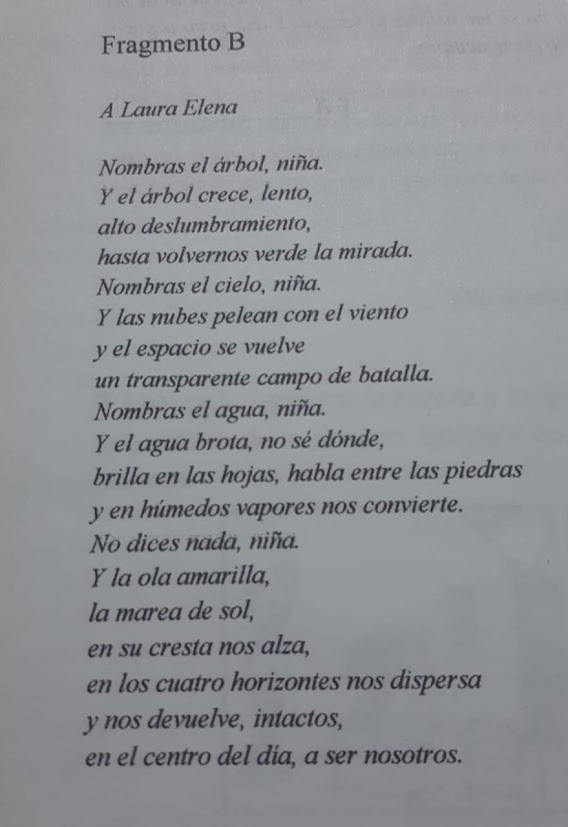 Fragmento B
A Laura Elena
Nombras el árbol, niña.
Y el árbol crece, lento,
alto deslumbramiento,
hasta volvernos verde la mirada.
Nombras el cielo, niña.
Y las nubes pelean con el viento
y el espacio se vuelve
un transparente campo de batalla.
Nombras el agua, niña.
Y el agua brota, no sé dónde,
brilla en las hojas, habla entre las piedras
y en húmedos vapores nos convierte.
No dices nada, niña.
Y la ola amarilla,
la marea de sol,
en su cresta nos alza,
en los cuatro horizontes nos dispersa
y nos devuelve, intactos,
en el centro del día, a ser nosotros.